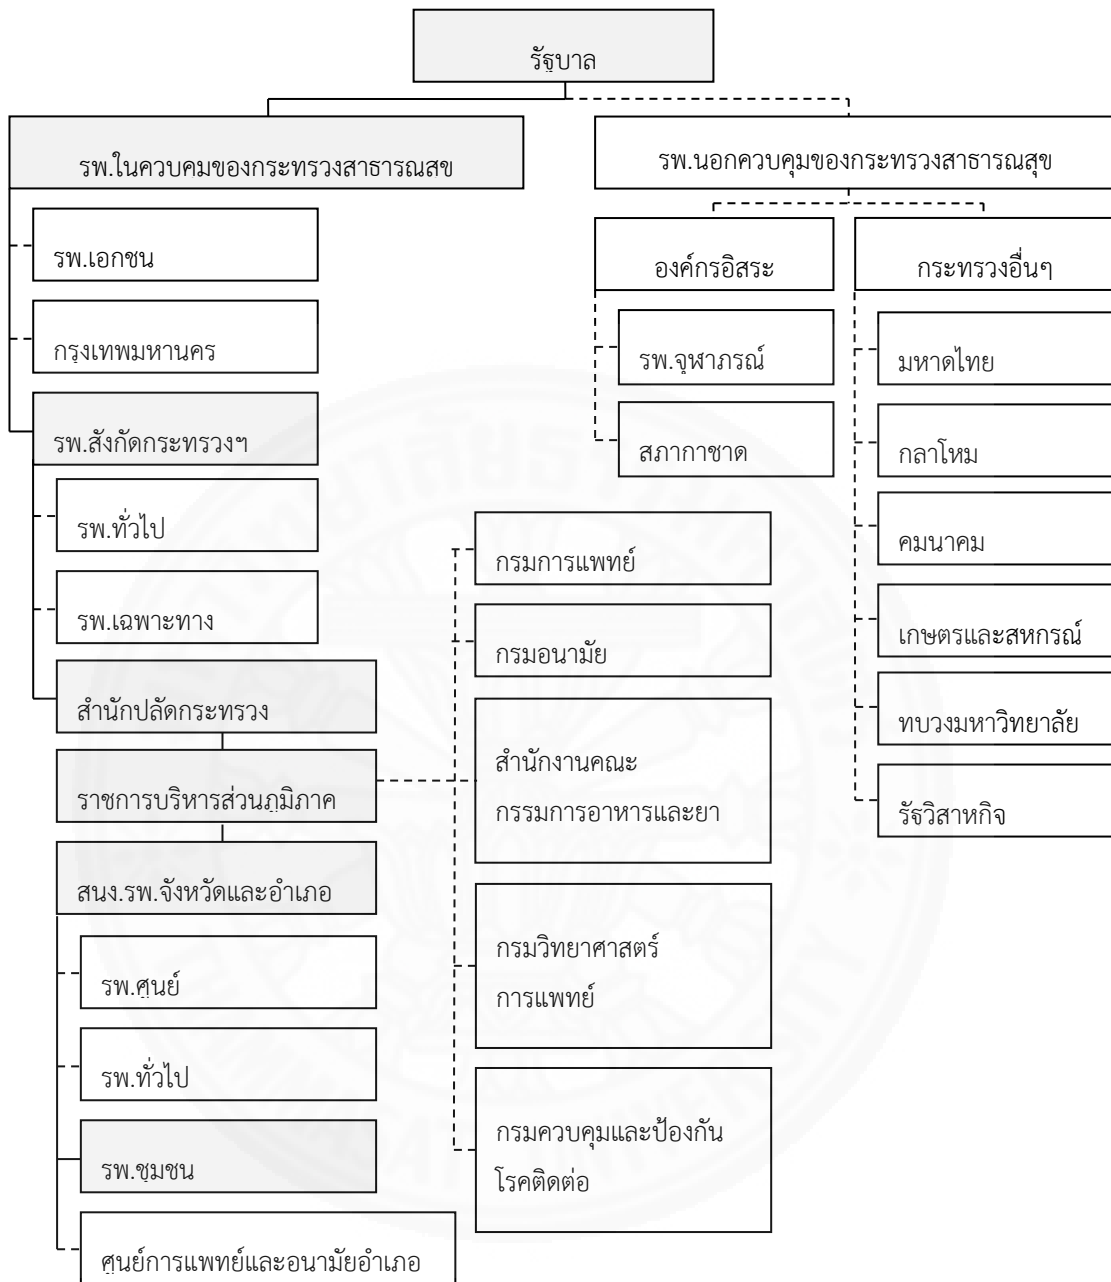 รัฐบาล
รพ.ในควบคมของกระทรวงสาธารณสข
รพ.นอกควบคุมของกระทรวงสาธารณสุข
รพ.เอกชน
กรุงเทพมหานคร
รพ.สังกัดกระทรวงฯ
รพ.ทั่วไป
รพ.เฉพาะทาง
สำนักปลัดกระทรวง
ราชการบริหารส่วนภูมิภาค
สนง.รพ.จังหวัดและอำเภอ
รพ.ศูนย์
รพ.ทั่วไป
รพ.ชุมชน
ศูนย์การแพทย์และอนามัยอำเภอ
กรมการแพทย์
กรมอนามัย
สำนักงานคณะ
กรรมการอาหารและยา
กรมวิทยาศาสตร์
การแพทย์
กรมควบคุมและป้องกัน
โรคติดต่อ
องค์กรอิสระ
รพ.จุฬาภรณ์
สภากาชาด
กระทรวงอื่นๆ
มหาดไทย
กลาโหม
คมนาคม
เกษตรและสหกรณ์
ทบวงมหาวิทยาลัย
รัฐวิสาหกิจ